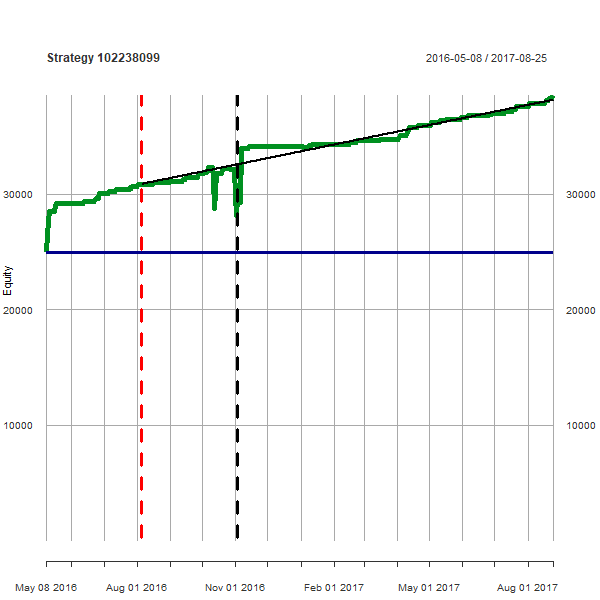 Strategy 102238099
2016-05-08 / 2017-08-25
30000
30000
Equity
20000
20000
10000
10000
May 08 2016
Aug 01 2016
Nov 01 2016
Feb 01 2017
May 01 2017
Aug 01 2017